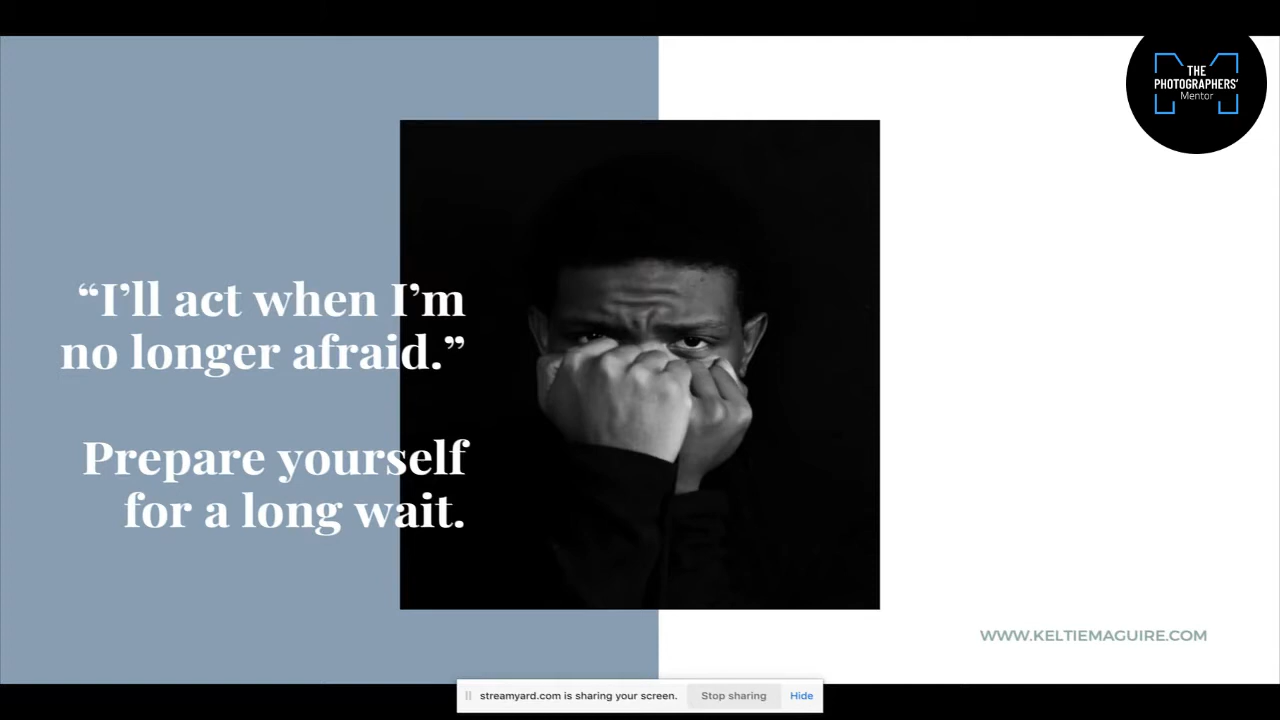 THE
PHOTOGRAPHERS'
Mentor
“I’ll act when I’m
no longer afraid.”
Prepare yourself
for a long wait.
WWW.KELTIEMAGUIRE.COM
streamyard.com is sharing your screen. Stop sharing Hide